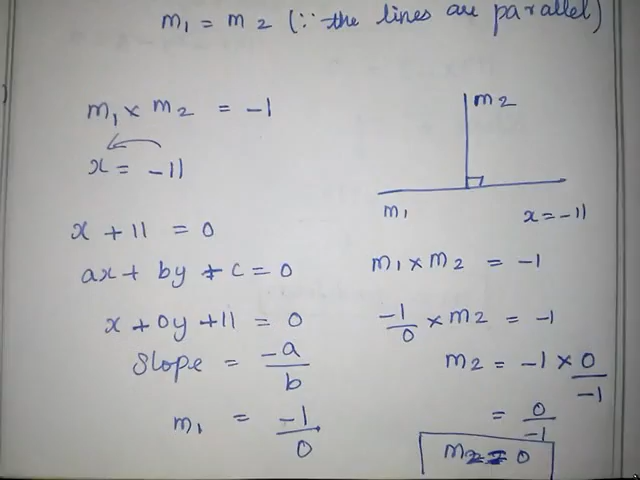 m₁ = m₂ (∵ the lines are parallel)
m₁ × m₂ = -1
x = -11
x + 11 = 0
ax + by + c = 0
x + 0y + 11 = 0
Slope = -a/b
m₁ = -1/0
m₂
m₁
x = -11
m₁ × m₂ = -1
-1/0 × m₂ = -1
m₂ = -1 × 0/-1
= 0/-1
m₂ = 0